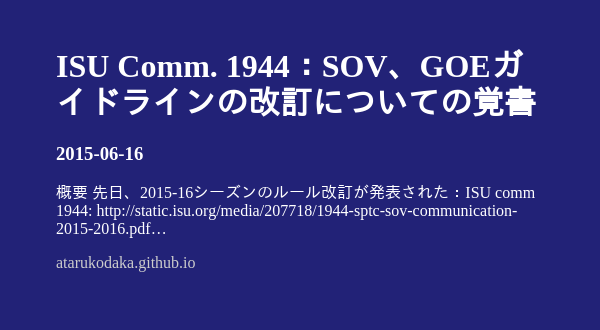 ISU Comm. 1944：SOV、GOEガ
イドラインの改訂についての覚書
2015-06-16
概要 先日、2015-16シーズンのルール改訂が発表された：ISU comm
1944: http://static.isu.org/media/207718/1944-sptc-sov-communication-
2015-2016.pdf…
atarukodaka.github.io